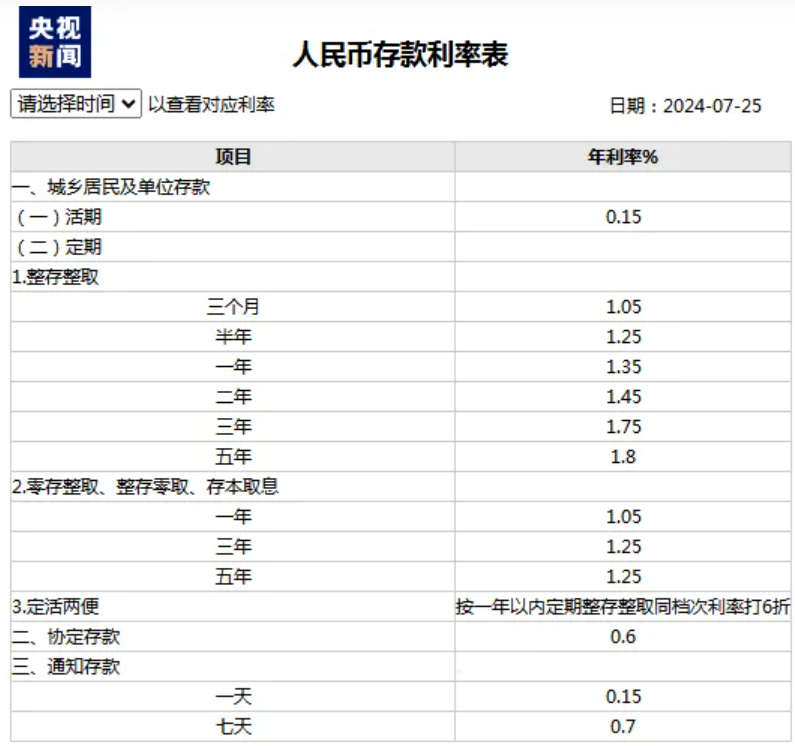 央视
新闻
人民币存款利率表
请选择时间 以查看对应利率 日期：2024-07-25
项目 年利率%
一、城乡居民及单位存款
（一）活期 0.15
（二）定期
1.整存整取
三个月 1.05
半年 1.25
一年 1.35
二年 1.45
三年 1.75
五年 1.8
2.零存整取、整存零取、存本取息
一年 1.05
三年 1.25
五年 1.25
3.定活两便 按一年以内定期整存整取同档次利率打6折
二、协定存款 0.6
三、通知存款
一天 0.15
七天 0.7